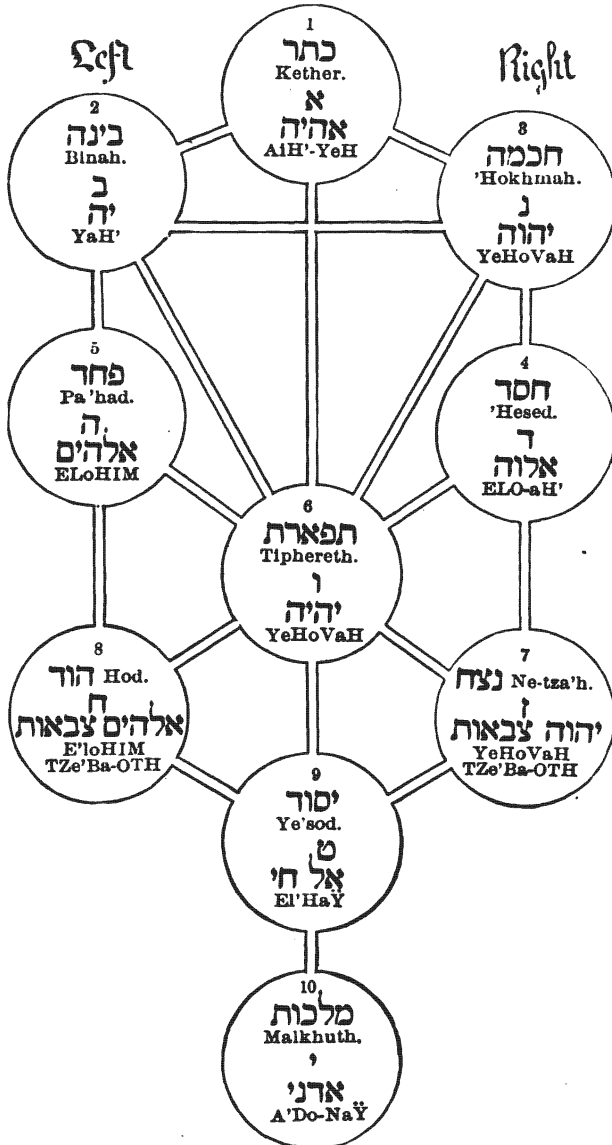 Left
Right
1
כתר
Kether.
א
אהיה
AiH'-YeH
2
בינה
Binah.
ב
יה
YaH'
3
חכמה
'Hokhmah.
נ
יהוה
YeHoVaH
5
פחד
Pa'had.
ה
אלהים
ELoHIM
4
חסד
'Hesed.
ד
אלוה
ELO-aH'
6
תפארת
Tiphereth.
ו
יהיה
YeHoVaH
8
הוד Hod.
ח
אלהים צבאות
E'loHIM
TZe'Ba-OTH
7
נצח Ne-tza'h.
ז
יהוה צבאות
YeHoVaH
TZe'Ba-OTH
9
יסוד
Ye'sod.
ט
אל חי
El'HaŸ
10
מלכות
Malkhuth.
י
אדני
A'Do-NaŸ